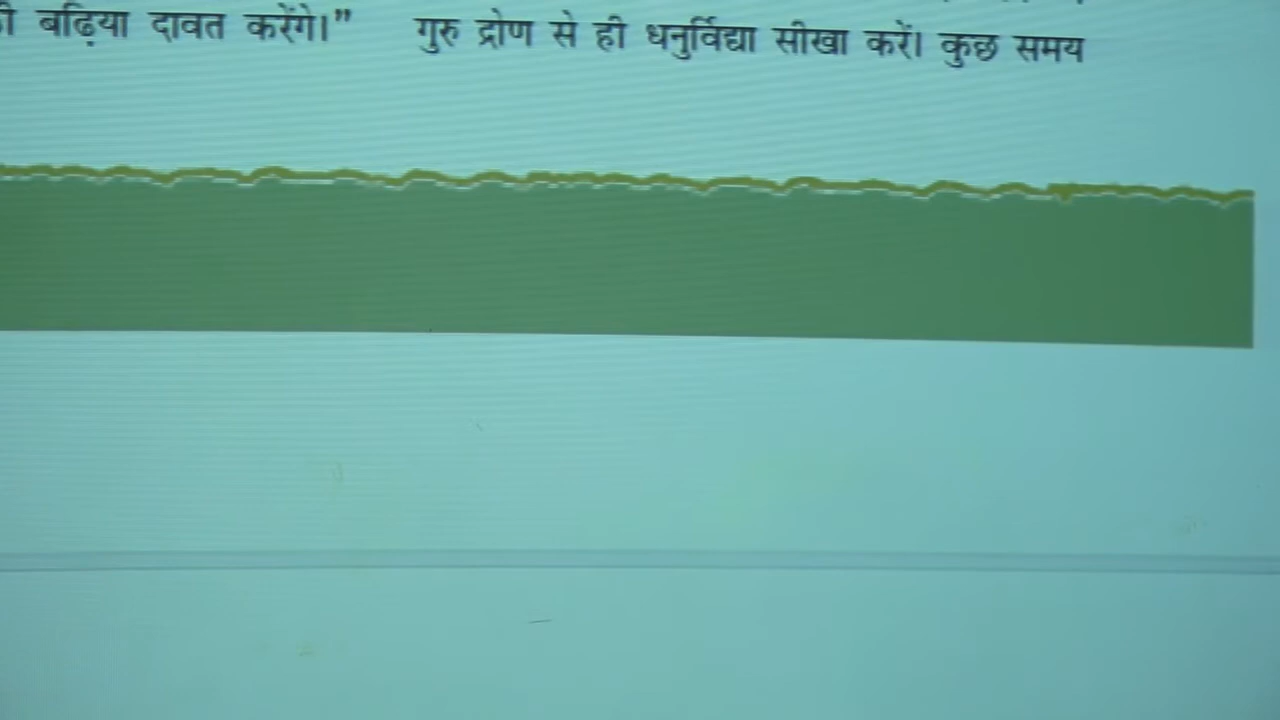 बढ़िया दावत करेंगे।”
गुरु द्रोण से ही धनुर्विद्या सीखा करें। कुछ समय